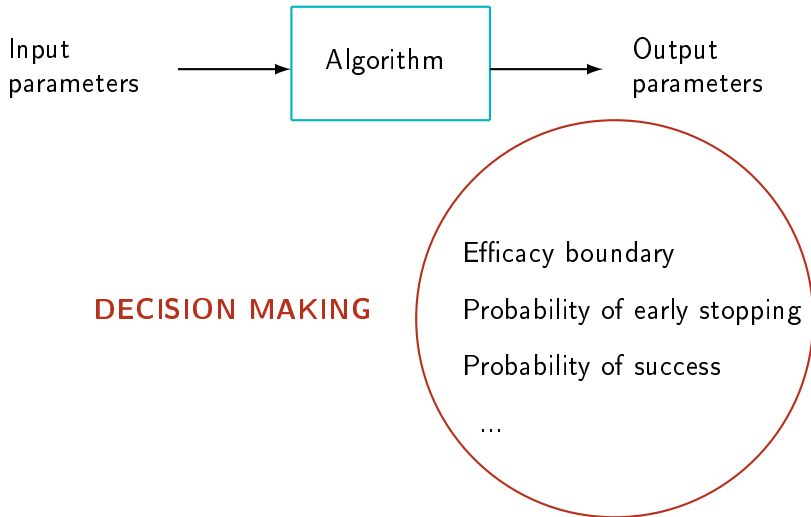 Input
parameters
Algorithm
Output
parameters
Efficacy boundary
DECISION MAKING
Probability of early stopping
Probability of success
...